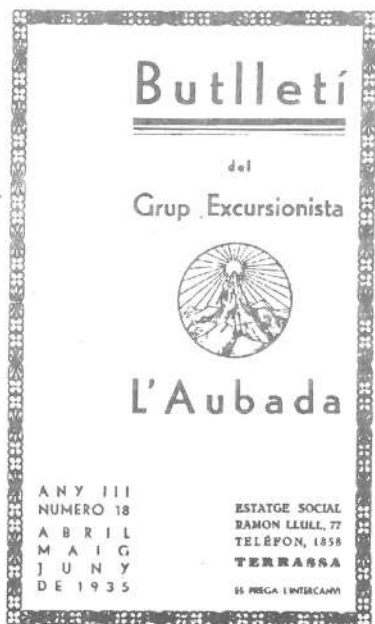 Butlletí
del
Grup Excursionista
L'Aubada
ANY III
NUMERO 18
ABRIL
MAIG
JUNY
DE 1935
ESTATGE SOCIAL
RAMON LLULL, 77
TELÈFON, 1858
TERRASSA
ES PREGA L'INTERCANVI